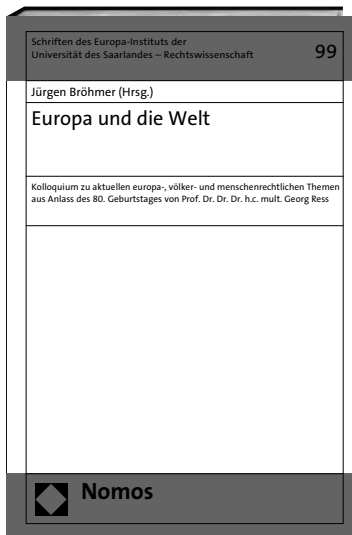 Schriften des Europa-Instituts der
Universität des Saarlandes – Rechtswissenschaft
99
Jürgen Bröhmer (Hrsg.)
Europa und die Welt
Kolloquium zu aktuellen europa-, völker- und menschenrechtlichen Themen
aus Anlass des 80. Geburtstages von Prof. Dr. Dr. Dr. h.c. mult. Georg Ress
Nomos